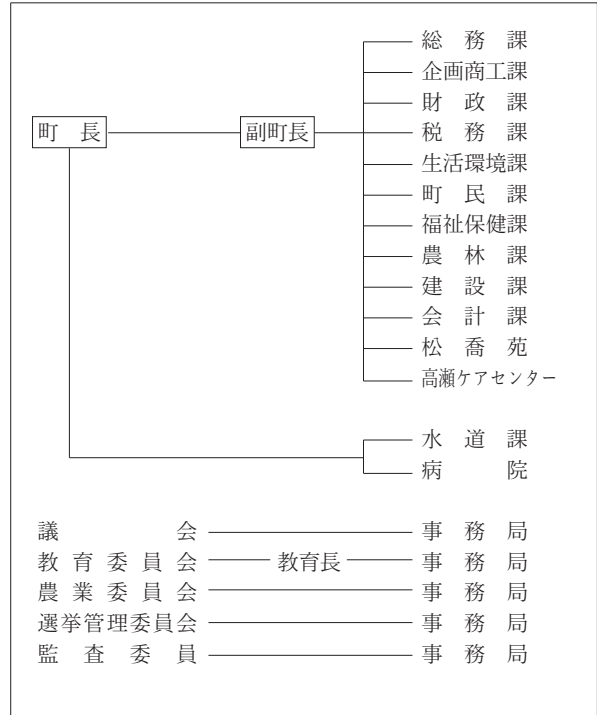 総務課
企画商工課
財政課
町長 副町長 税務課
生活環境課
町民課
福祉保健課
農林課
建設課
会計課
松喬苑
高瀬ケアセンター
水道課
病院
議会 事務局
教育委員会 教育長 事務局
農業委員会 事務局
選挙管理委員会 事務局
監査委員 事務局